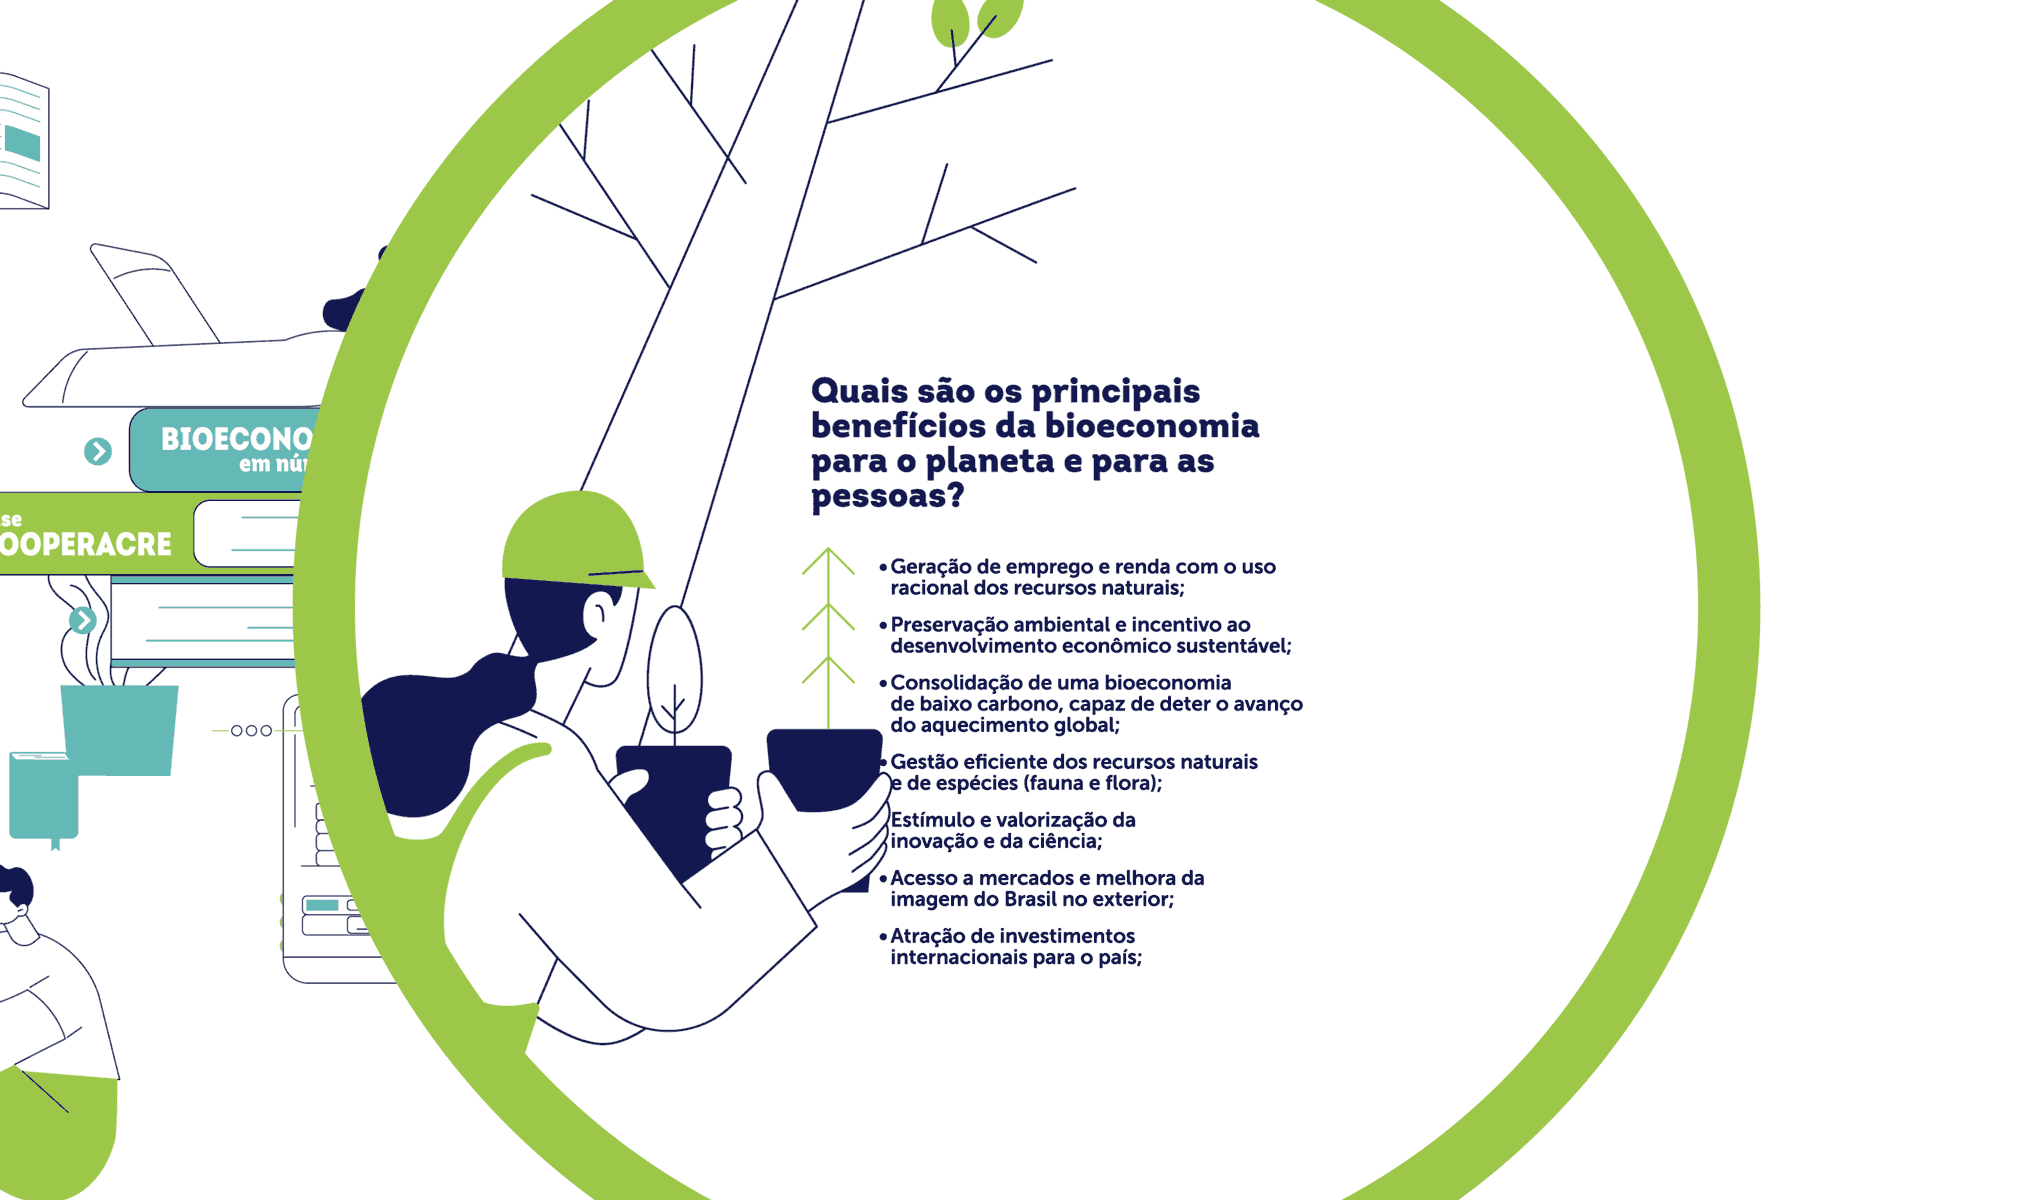 BIOECONO
em nú
se
OOPERACRE
Quais são os principais
benefícios da bioeconomia
para o planeta e para as
pessoas?
• Geração de emprego e renda com o uso
racional dos recursos naturais;
• Preservação ambiental e incentivo ao
desenvolvimento econômico sustentável;
• Consolidação de uma bioeconomia
de baixo carbono, capaz de deter o avanço
do aquecimento global;
• Gestão eficiente dos recursos naturais
e de espécies (fauna e flora);
Estímulo e valorização da
inovação e da ciência;
• Acesso a mercados e melhora da
imagem do Brasil no exterior;
• Atração de investimentos
internacionais para o país;